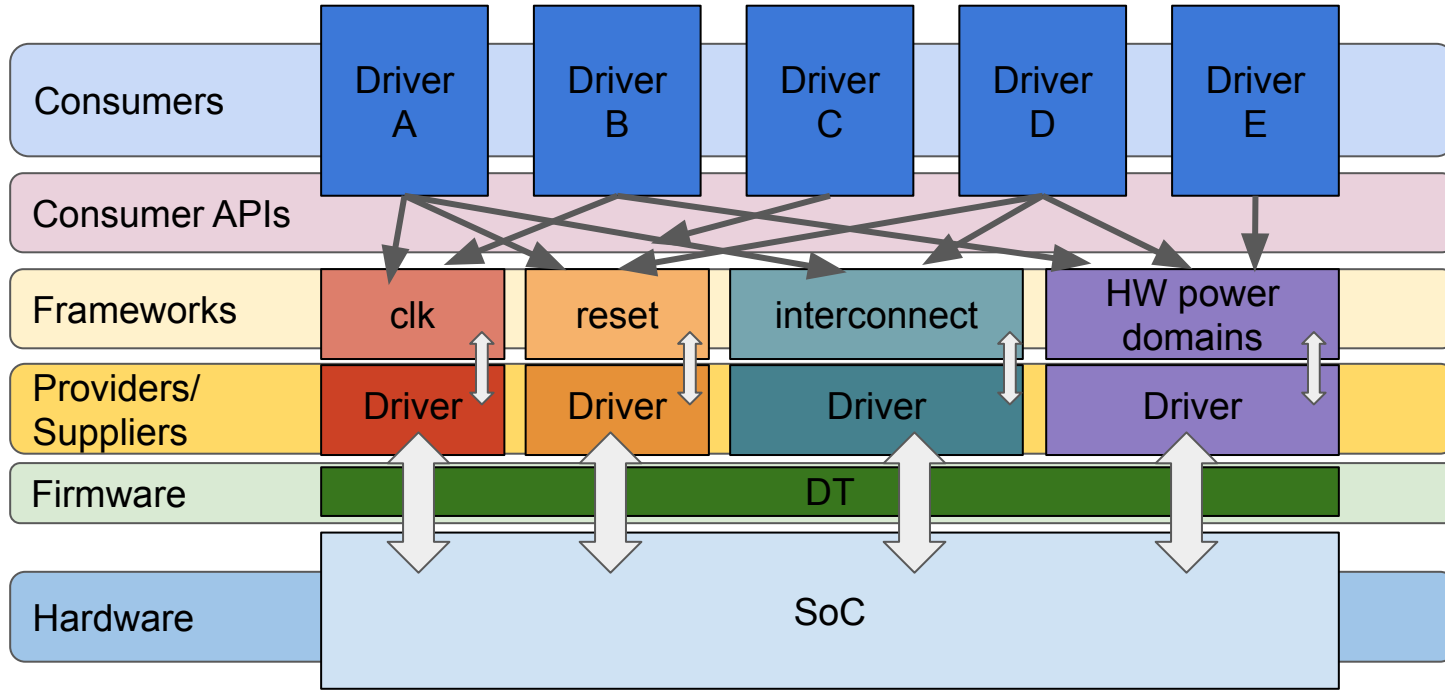 Consumers
Driver
A
Driver
B
Driver
C
Driver
D
Driver
E
Consumer APIs
Frameworks
clk
reset
interconnect
HW power
domains
Providers/
Suppliers
Driver
Driver
Driver
Driver
Firmware
DT
Hardware
SoC